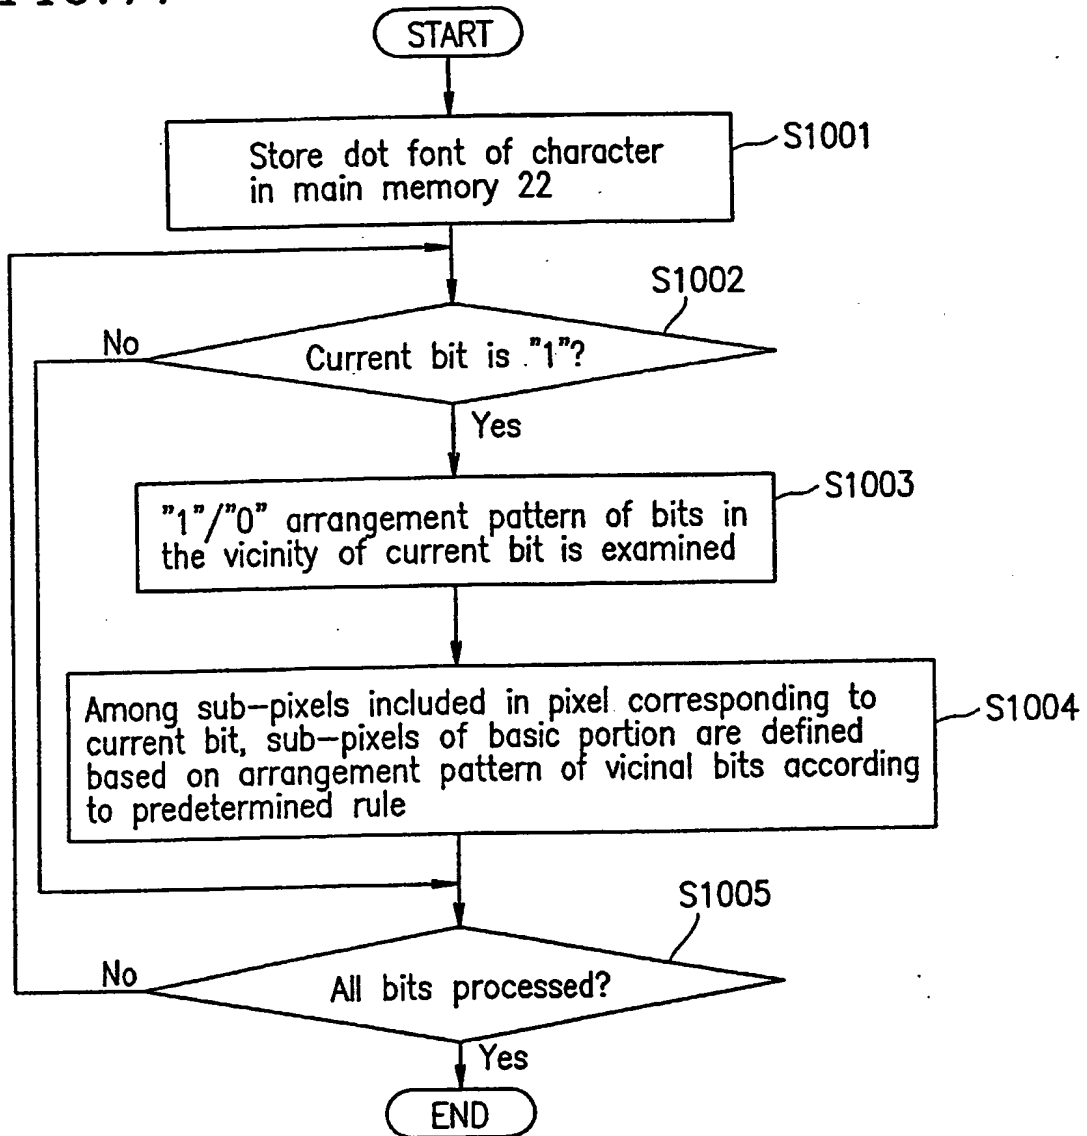 START
S1001
Store dot font of character
in main memory 22
S1002
No
Current bit is "1"?
Yes
S1003
"1"/"0" arrangement pattern of bits in
the vicinity of current bit is examined
S1004
Among sub-pixels included in pixel corresponding to
current bit, sub-pixels of basic portion are defined
based on arrangement pattern of vicinal bits according
to predetermined rule
S1005
No
All bits processed?
Yes
END